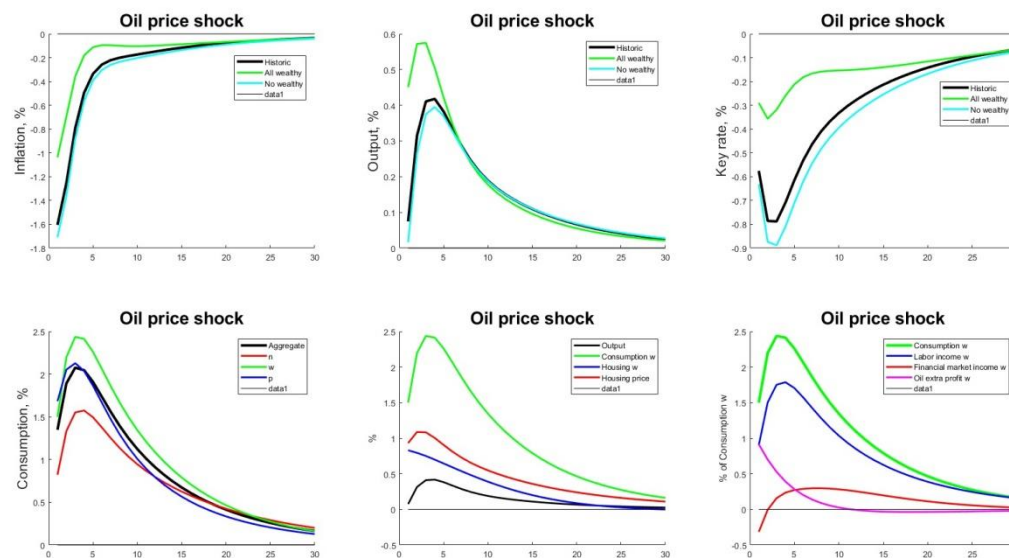 Oil price shock
Inflation, %
0
-0.2
-0.4
-0.6
-0.8
-1
-1.2
-1.4
-1.6
-1.8
0
5
10
15
20
25
30
Historic
All wealthy
No wealthy
data1
Oil price shock
Output, %
0.6
0.5
0.4
0.3
0.2
0.1
0
0
5
10
15
20
25
30
Historic
All wealthy
No wealthy
data1
Oil price shock
Key rate, %
0
-0.1
-0.2
-0.3
-0.4
-0.5
-0.6
-0.7
-0.8
-0.9
0
5
10
15
20
25
Historic
All wealthy
No wealthy
data1
Oil price shock
Consumption, %
2.5
2
1.5
1
0.5
0
0
5
10
15
20
25
30
Aggregate
n
w
p
data1
Oil price shock
%
2.5
2
1.5
1
0.5
0
-0.5
0
5
10
15
20
25
30
Output
Consumption w
Housing w
Housing price
data1
Oil price shock
% of Consumption w
2.5
2
1.5
1
0.5
0
-0.5
0
5
10
15
20
25
Consumption w
Labor income w
Financial market income w
Oil extra profit w
data1